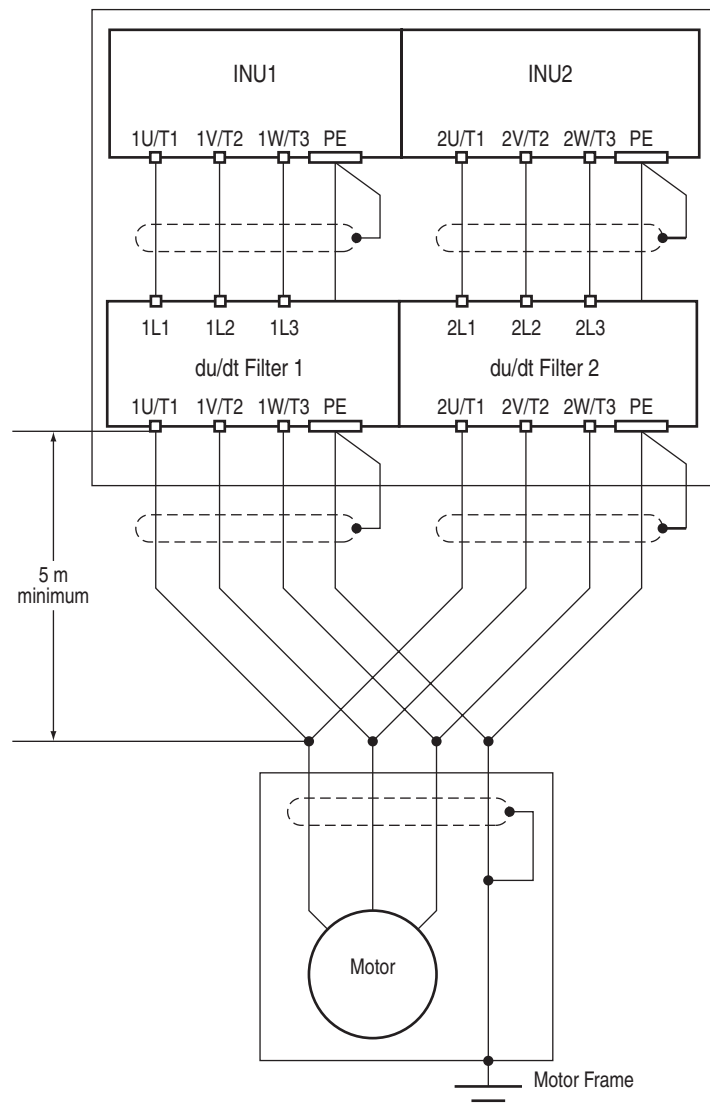 INU1
INU2
1U/T1 1V/T2 1W/T3 PE
2U/T1 2V/T2 2W/T3 PE
1L1 1L2 1L3
2L1 2L2 2L3
du/dt Filter 1
du/dt Filter 2
1U/T1 1V/T2 1W/T3 PE
2U/T1 2V/T2 2W/T3 PE
5 m
minimum
Motor
Motor Frame